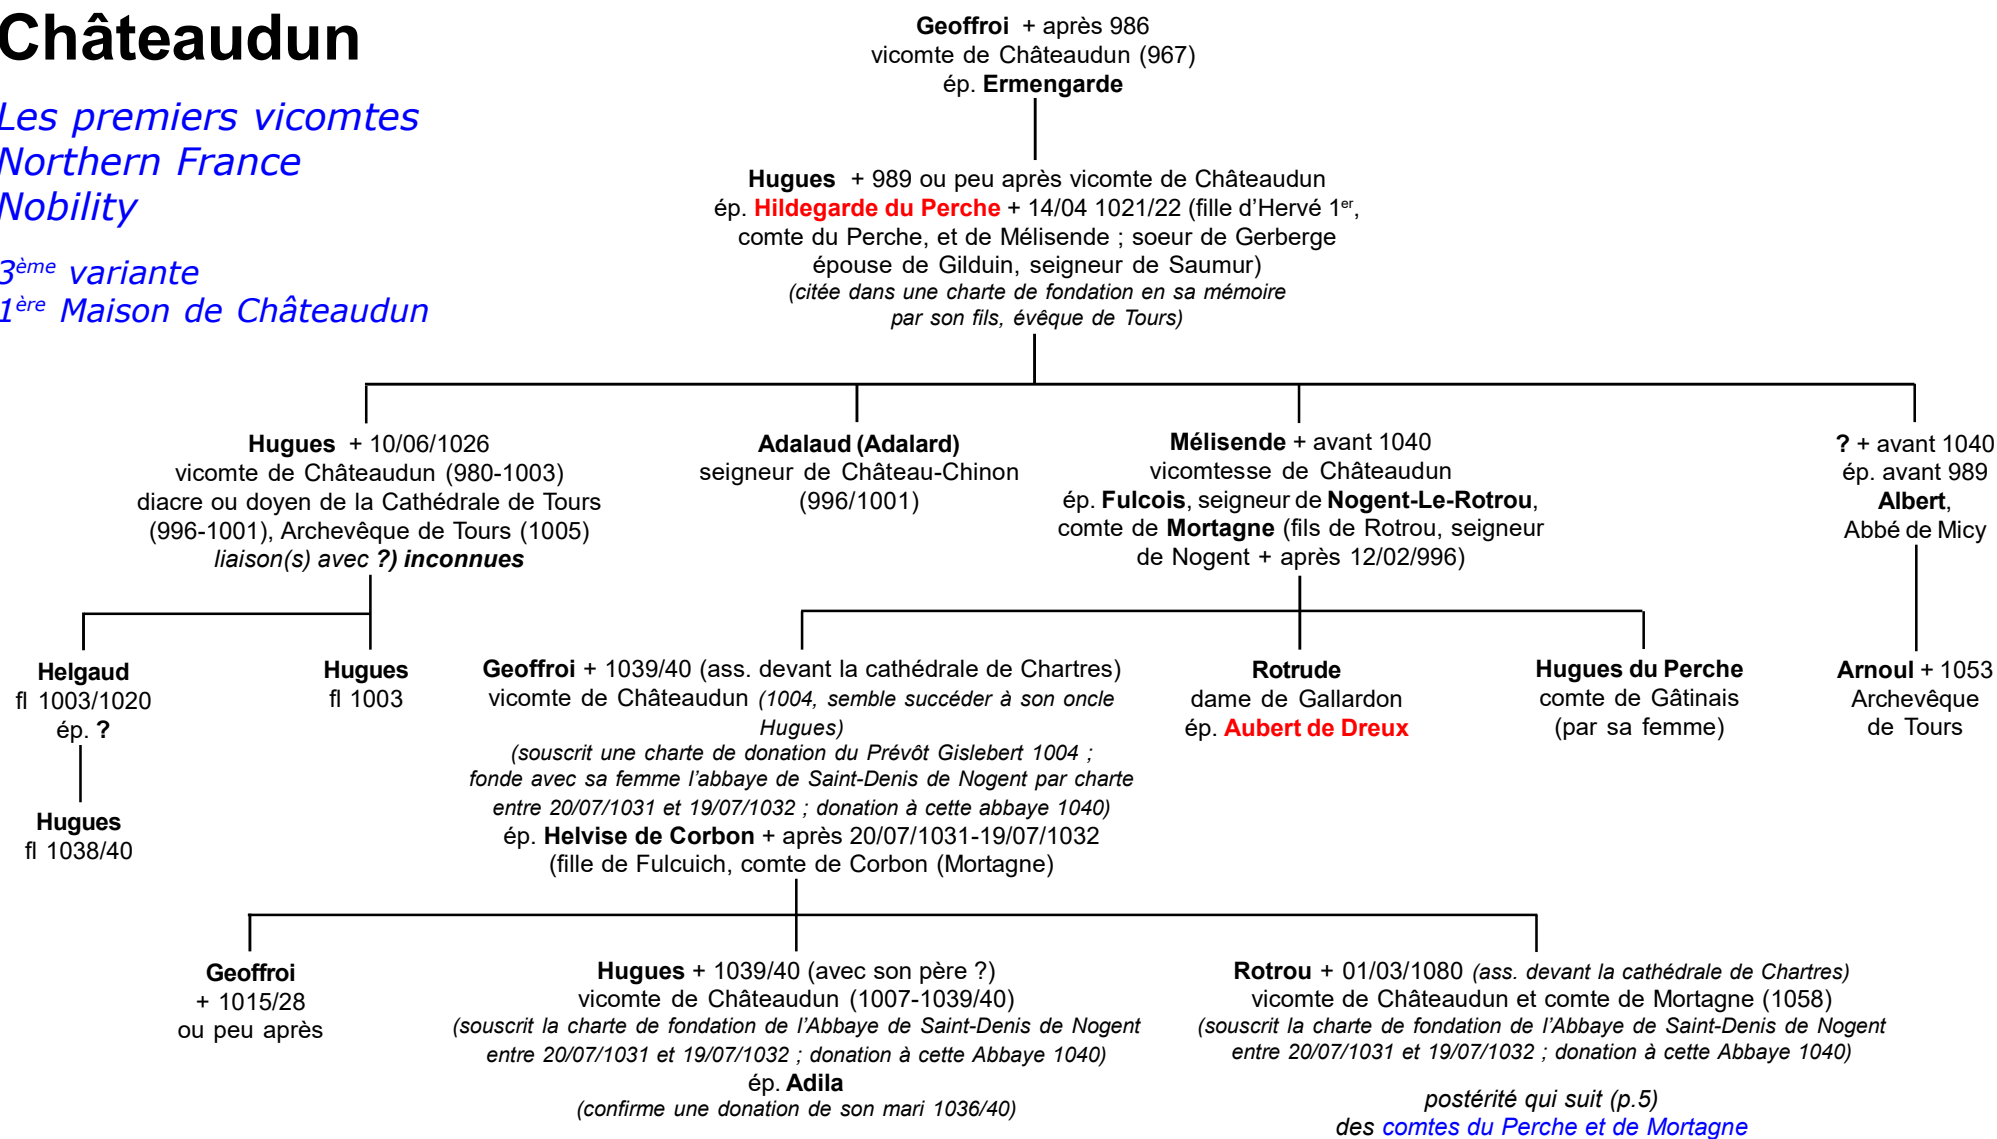 Châteaudun
Les premiers vicomtes
Northern France
Nobility
3ème variante
1ère Maison de Châteaudun
Geoffroi + après 986
vicomte de Châteaudun (967)
ép. Ermengarde
Hugues + 989 ou peu après vicomte de Châteaudun
ép. Hildegarde du Perche + 14/04 1021/22 (fille d'Hervé 1er,
comte du Perche, et de Mélisende ; soeur de Gerberge
épouse de Gilduin, seigneur de Saumur)
(citée dans une charte de fondation en sa mémoire
par son fils, évêque de Tours)
Hugues + 10/06/1026
vicomte de Châteaudun (980-1003)
diacre ou doyen de la Cathédrale de Tours
(996-1001), Archevêque de Tours (1005)
liaison(s) avec ?) inconnues
Adalaud (Adalard)
seigneur de Château-Chinon
(996/1001)
Mélisende + avant 1040
vicomtesse de Châteaudun
ép. Fulcois, seigneur de Nogent-Le-Rotrou,
comte de Mortagne (fils de Rotrou, seigneur
de Nogent + après 12/02/996)
? + avant 1040
ép. avant 989
Albert,
Abbé de Micy
Helgaud
fl 1003/1020
ép. ?
Hugues
fl 1038/40
Hugues
fl 1003
Geoffroi + 1039/40 (ass. devant la cathédrale de Chartres)
vicomte de Châteaudun (1004, semble succéder à son oncle
Hugues)
(souscrit une charte de donation du Prévôt Gislebert 1004 ;
fonde avec sa femme l'abbaye de Saint-Denis de Nogent par charte
entre 20/07/1031 et 19/07/1032 ; donation à cette abbaye 1040)
ép. Helvise de Corbon + après 20/07/1031-19/07/1032
(fille de Fulcuich, comte de Corbon (Mortagne)
Rotrude
dame de Gallardon
ép. Aubert de Dreux
Hugues du Perche
comte de Gâtinais
(par sa femme)
Arnoul + 1053
Archevêque
de Tours
Geoffroi
+ 1015/28
ou peu après
Hugues + 1039/40 (avec son père ?)
vicomte de Châteaudun (1007-1039/40)
(souscrit la charte de fondation de l'Abbaye de Saint-Denis de Nogent
entre 20/07/1031 et 19/07/1032 ; donation à cette Abbaye 1040)
ép. Adila
(confirme une donation de son mari 1036/40)
Rotrou + 01/03/1080 (ass. devant la cathédrale de Chartres)
vicomte de Châteaudun et comte de Mortagne (1058)
(souscrit la charte de fondation de l'Abbaye de Saint-Denis de Nogent
entre 20/07/1031 et 19/07/1032 ; donation à cette Abbaye 1040)
postérité qui suit (p.5)
des comtes du Perche et de Mortagne